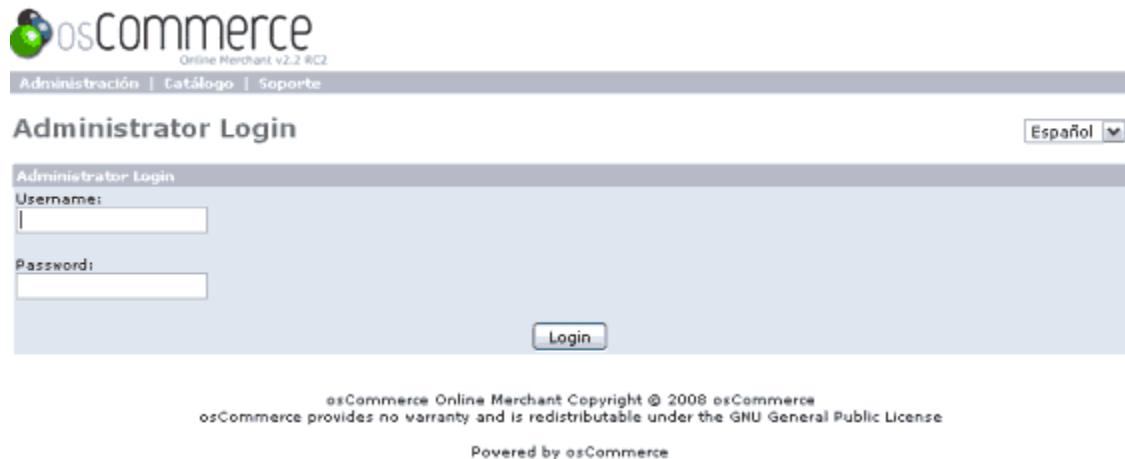 osCommerce
Online Merchant v2.2 RC2
Administración | Catálogo | Soporte
Administrator Login
Español
Administrator Login
Username:
Password:
Login
osCommerce Online Merchant Copyright © 2008 osCommerce
osCommerce provides no warranty and is redistributable under the GNU General Public License
Powered by osCommerce